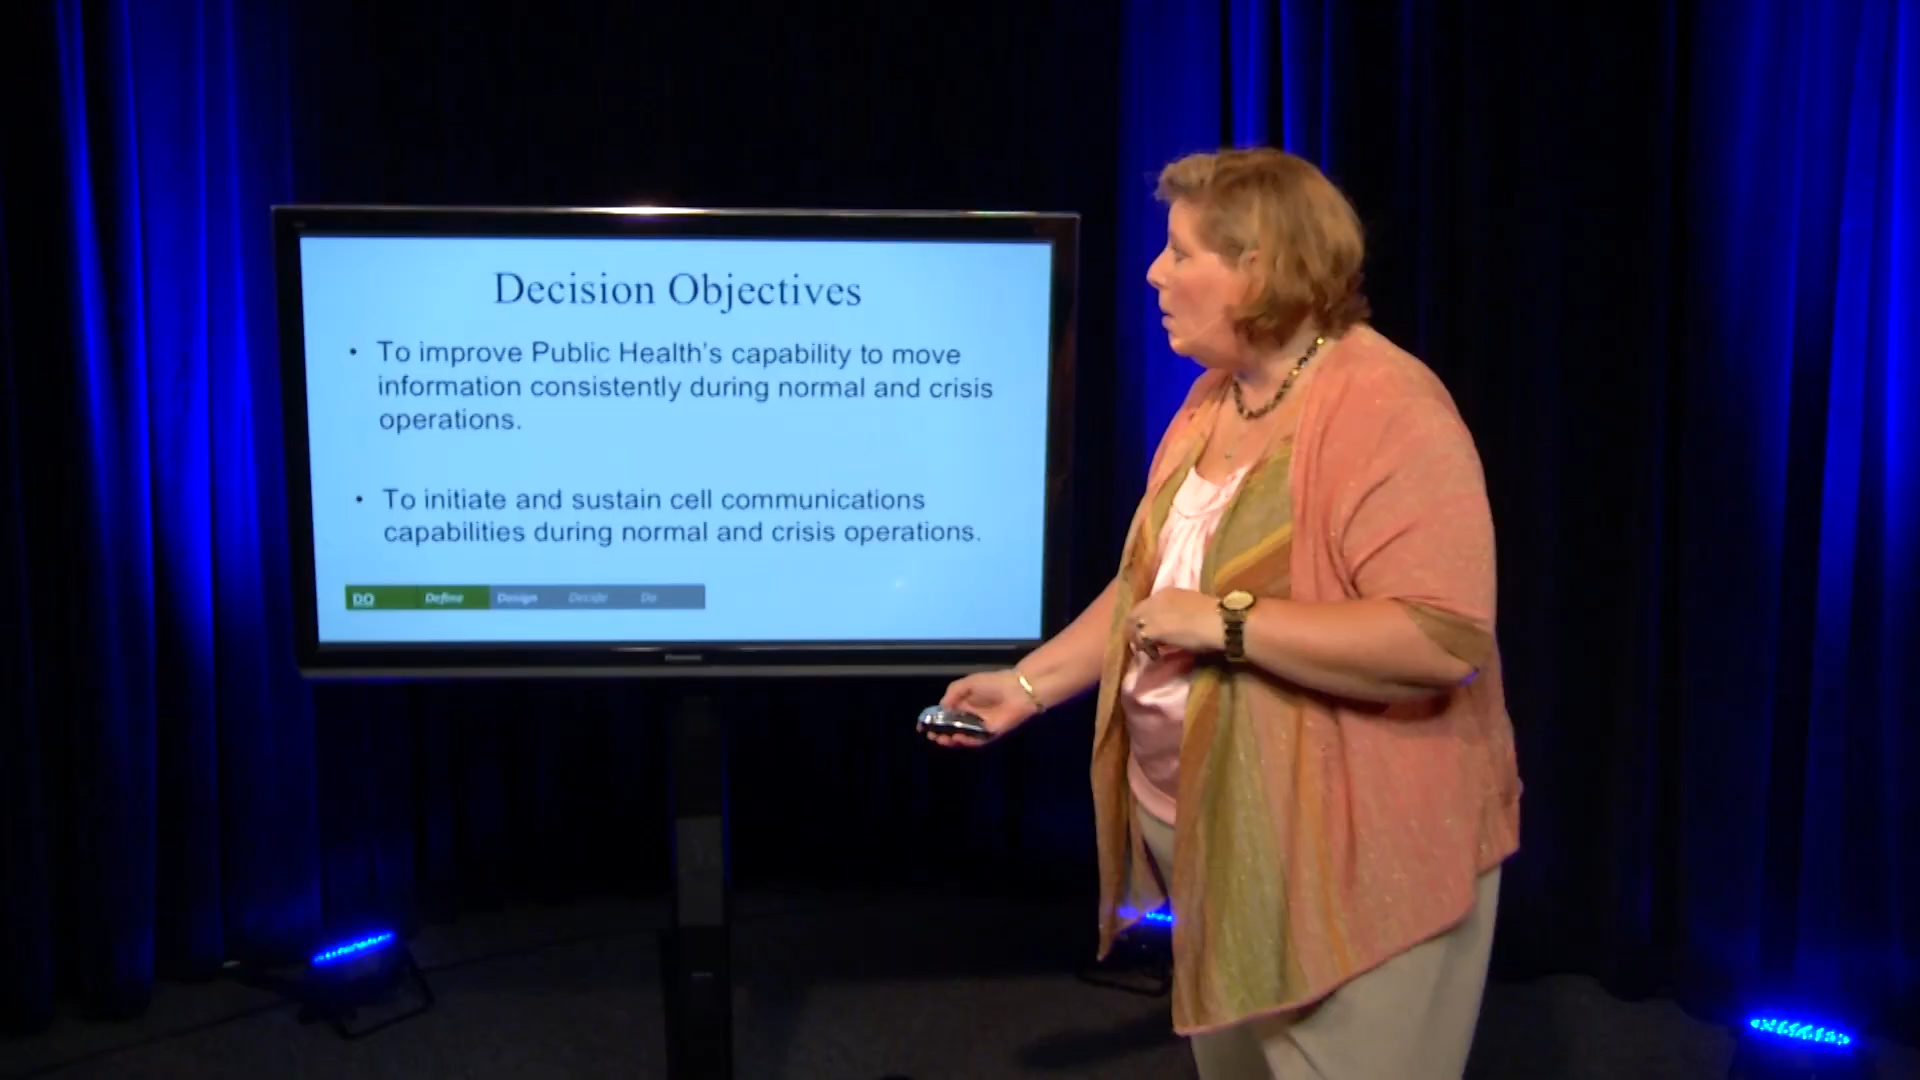 Decision Objectives
• To improve Public Health's capability to move
information consistently during normal and crisis
operations.
• To initiate and sustain cell communications
capabilities during normal and crisis operations.
DO Define Design Decide Do
Panasonic